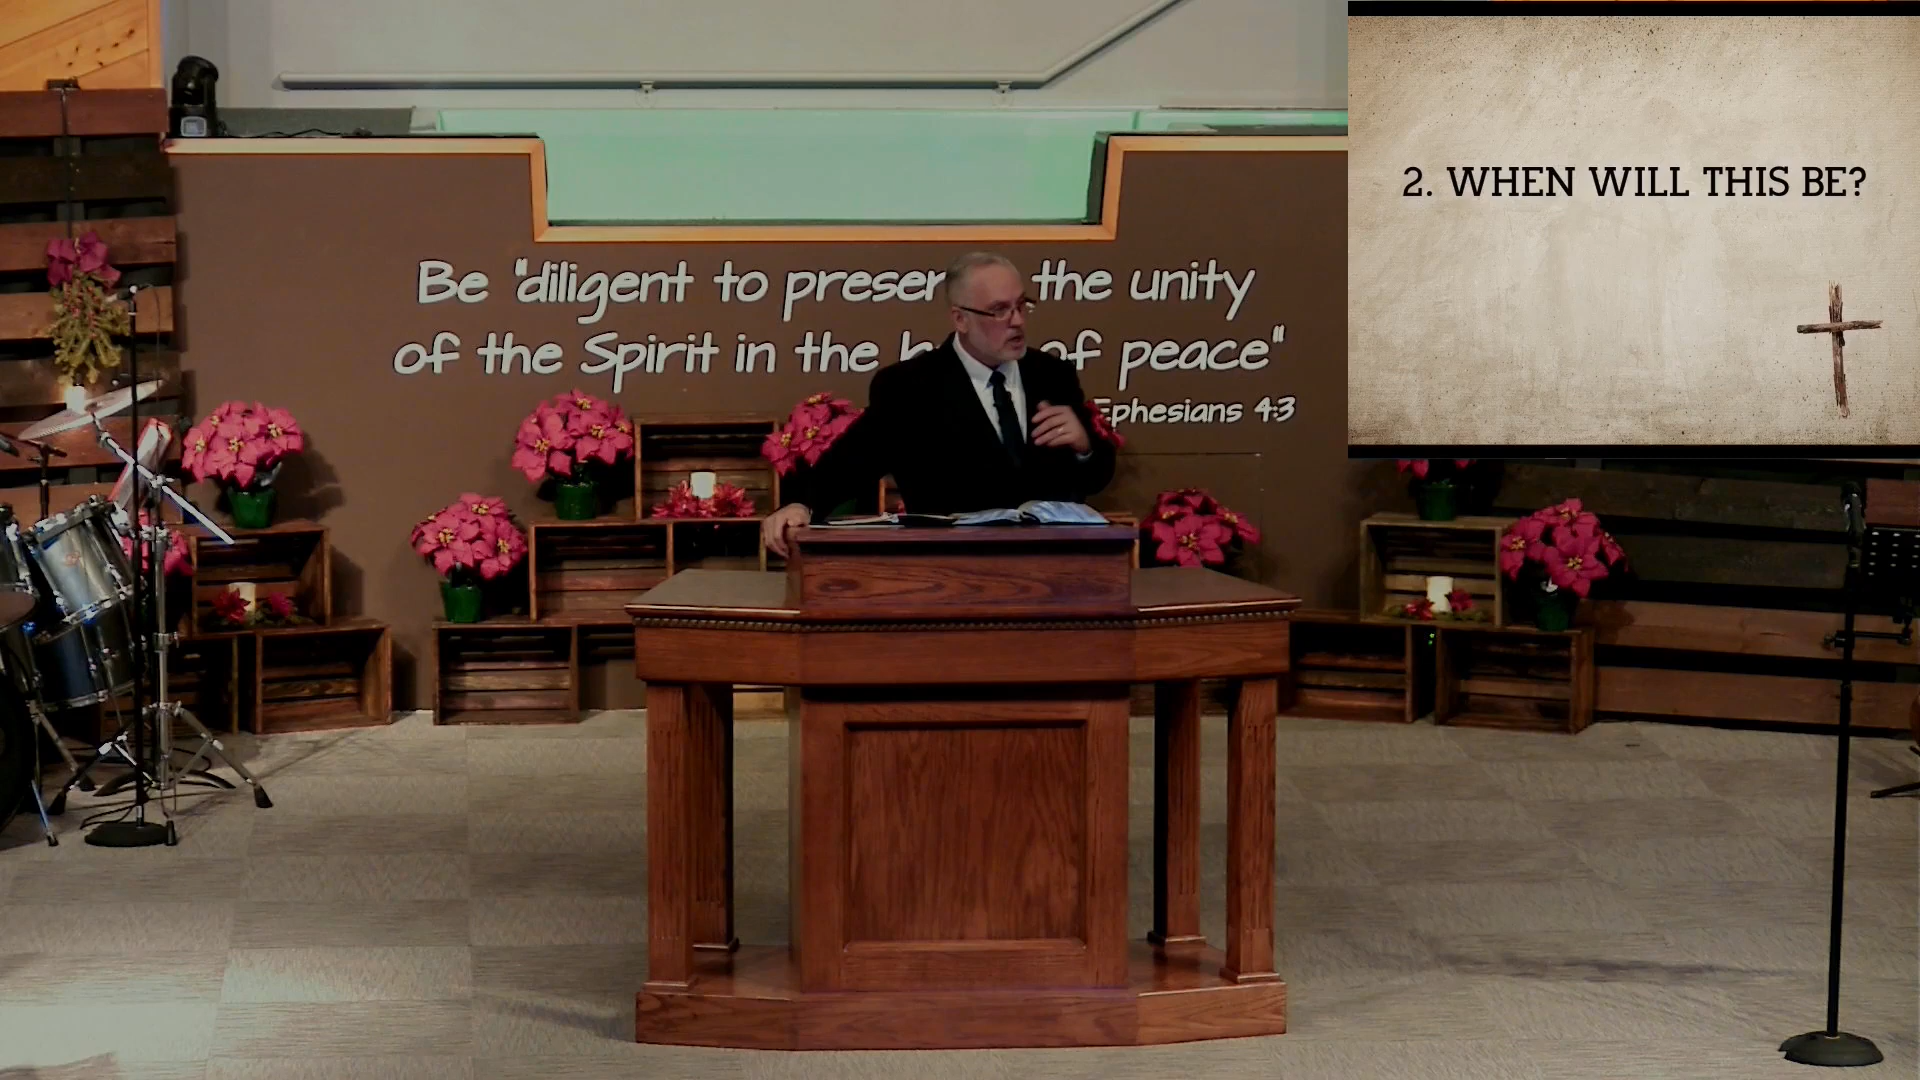 Be "diligent to preser the unity
of the Spirit in the of peace"
Ephesians 4:3
2. WHEN WILL THIS BE?